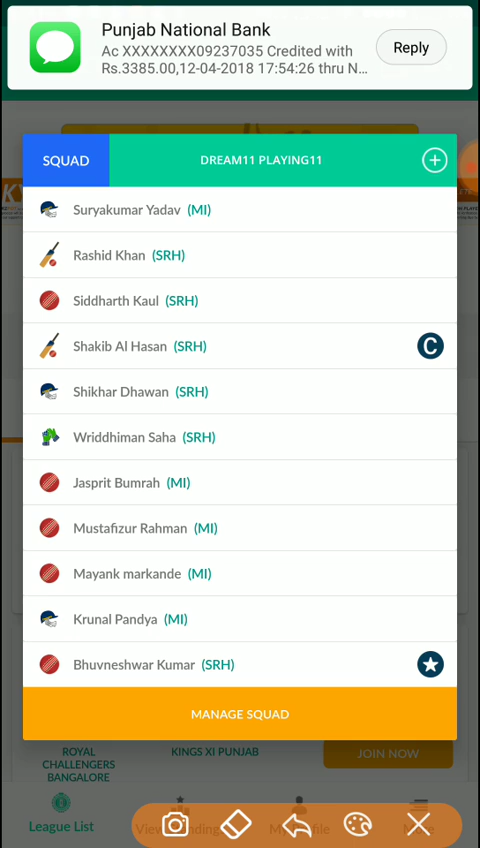 Punjab National Bank
Ac XXXXXXXX09237035 Credited with
Rs.3385.00,12-04-2018 17:54:26 thru N...
Reply
SQUAD
DREAM11 PLAYING11
Suryakumar Yadav (MI)
Rashid Khan (SRH)
Siddharth Kaul (SRH)
Shakib Al Hasan (SRH)
C
Shikhar Dhawan (SRH)
Wriddhiman Saha (SRH)
Jasprit Bumrah (MI)
Mustafizur Rahman (MI)
Mayank markande (MI)
Krunal Pandya (MI)
Bhuvneshwar Kumar (SRH)
MANAGE SQUAD
ROYAL
CHALLENGERS
BANGALORE
KINGS XI PUNJAB
JOIN NOW
League List